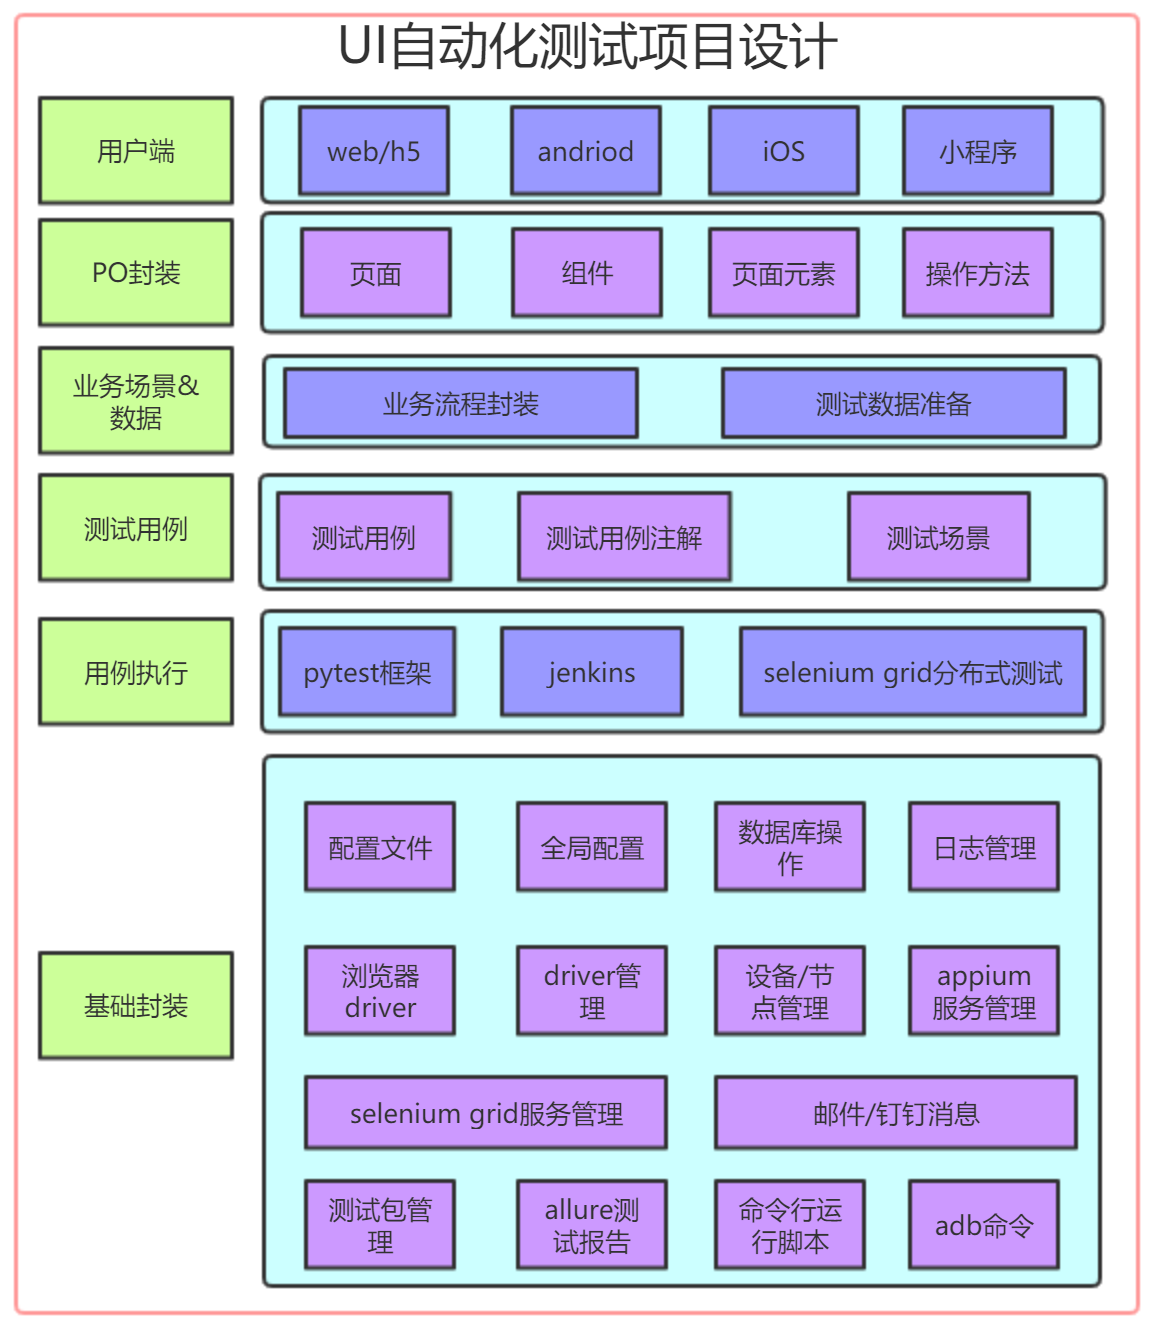 UI自动化测试项目设计
用户端
web/h5
andriod
iOS
小程序
PO封装
页面
组件
页面元素
操作方法
业务场景&
数据
业务流程封装
测试数据准备
测试用例
测试用例
测试用例注解
测试场景
用例执行
pytest框架
jenkins
selenium grid分布式测试
基础封装
配置文件
全局配置
数据库操
作
日志管理
浏览器
driver
driver管
理
设备/节
点管理
appium
服务管理
selenium grid服务管理
邮件/钉钉消息
测试包管
理
allure测
试报告
命令行运
行脚本
adb命令